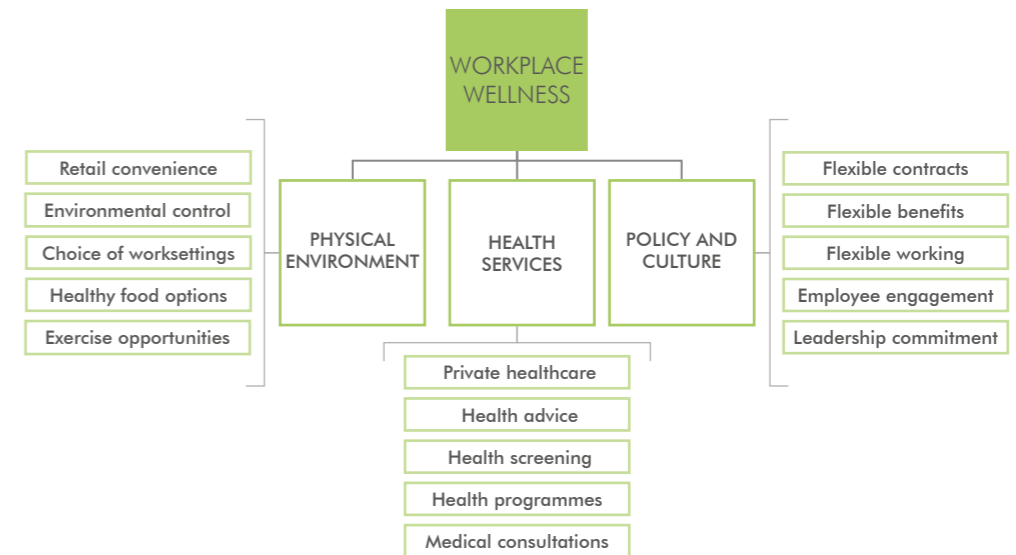 WORKPLACE
WELLNESS
PHYSICAL
ENVIRONMENT
HEALTH
SERVICES
POLICY AND
CULTURE
Retail convenience
Environmental control
Choice of worksettings
Healthy food options
Exercise opportunities
Private healthcare
Health advice
Health screening
Health programmes
Medical consultations
Flexible contracts
Flexible benefits
Flexible working
Employee engagement
Leadership commitment